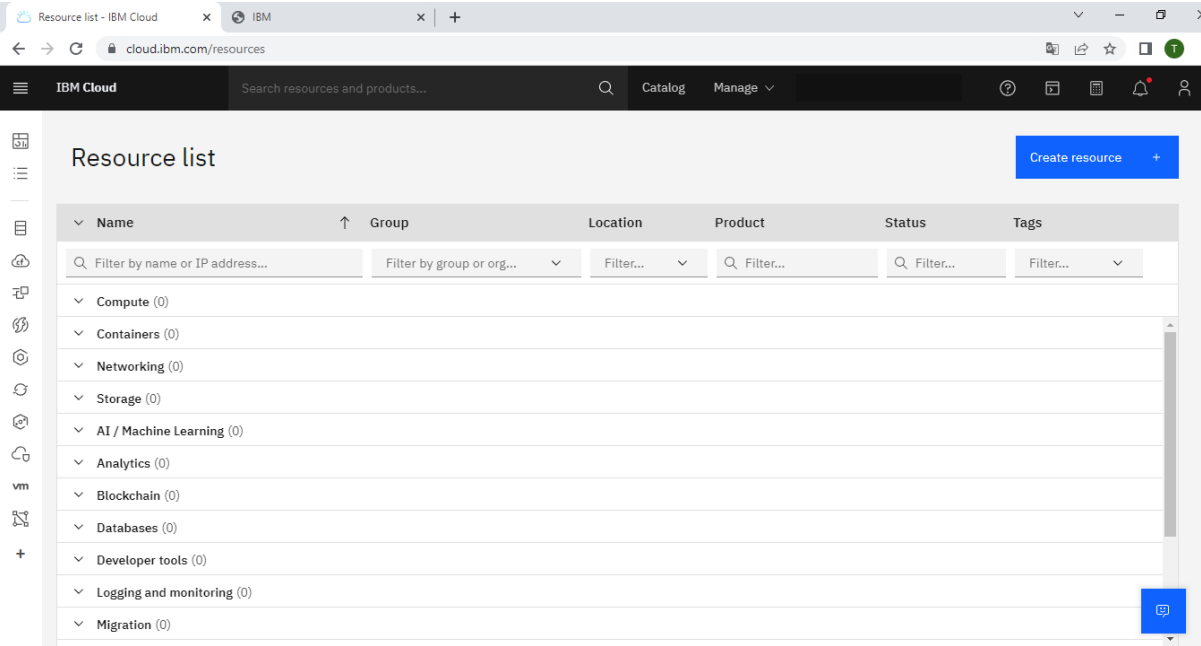 Resource list - IBM Cloud
IBM
cloud.ibm.com/resources
T
IBM Cloud
Search resources and products...
Catalog
Manage
Resource list
Create resource +
Name
Group
Location
Product
Status
Tags
Filter by name or IP address...
Filter by group or org...
Filter...
Filter...
Filter...
Filter...
Compute (0)
Containers (0)
Networking (0)
Storage (0)
AI / Machine Learning (0)
Analytics (0)
Blockchain (0)
Databases (0)
Developer tools (0)
Logging and monitoring (0)
Migration (0)
cf
vm